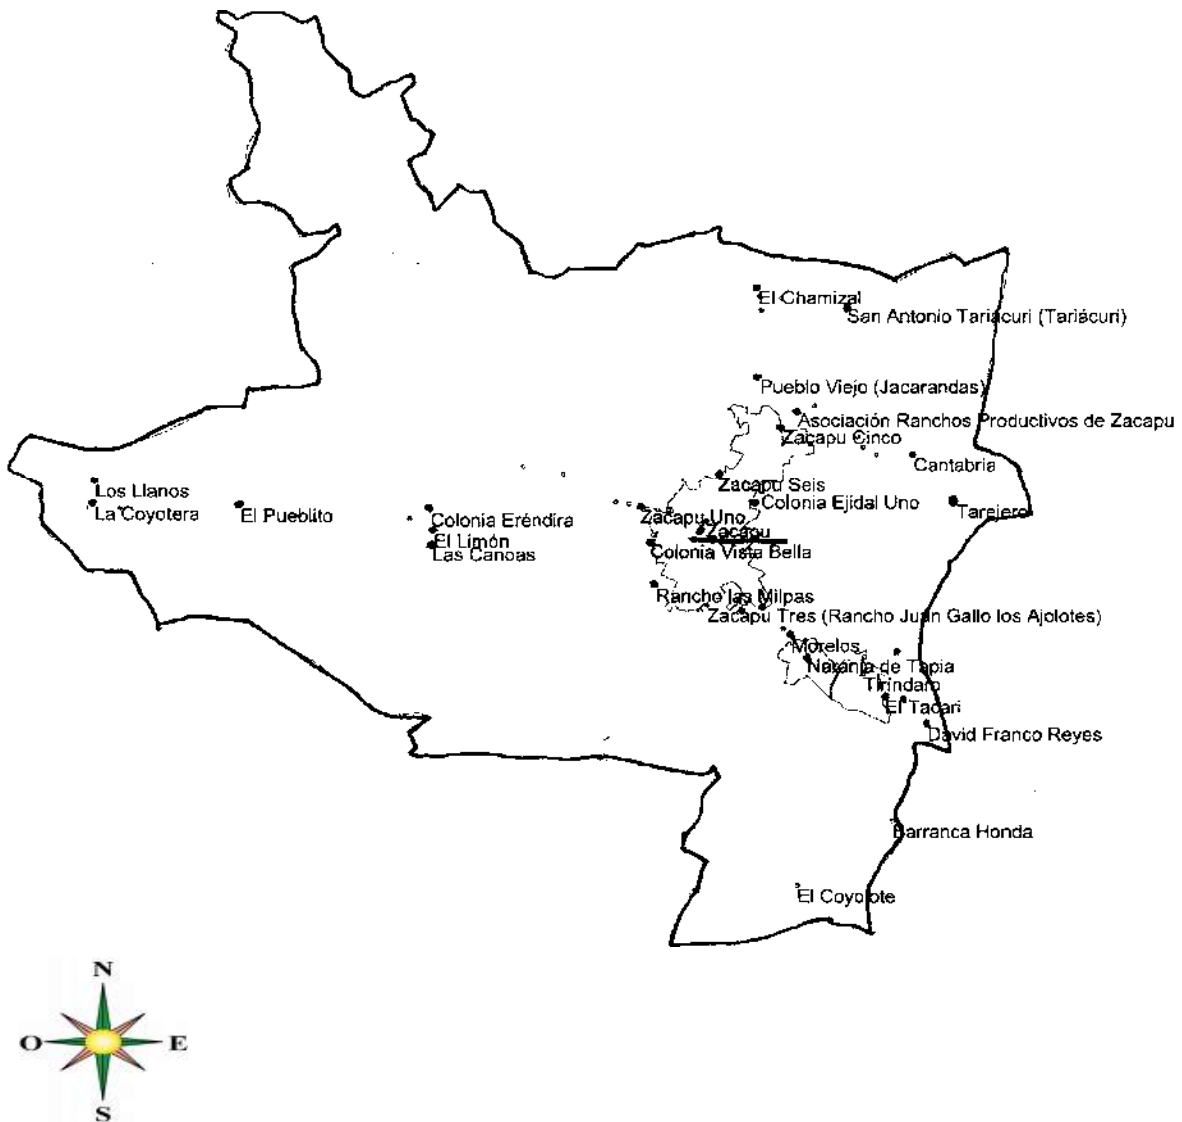 El Chamizal
San Antonio Tariácuri (Tariácuri)
Pueblo Viejo (Jacarandas)
Asociación Ranchos Productivos de Zacapu
Zacapu Cinco
Cantabria
Zacapu Seis
Los Llanos
Colonia Ejidal Uno
La Coyotera
El Pueblito
Tarejero
Zacapu Uno
Colonia Eréndira
Zacapu
El Limón
Colonia Vista Bella
Las Canoas
Rancho las Milpas
Zacapu Tres (Rancho Juan Gallo los Ajolotes)
Morelos
Naranja de Tapia
Tirindaro
El Tacari
David Franco Reyes
Barranca Honda
El Coyolote
N
O
E
S